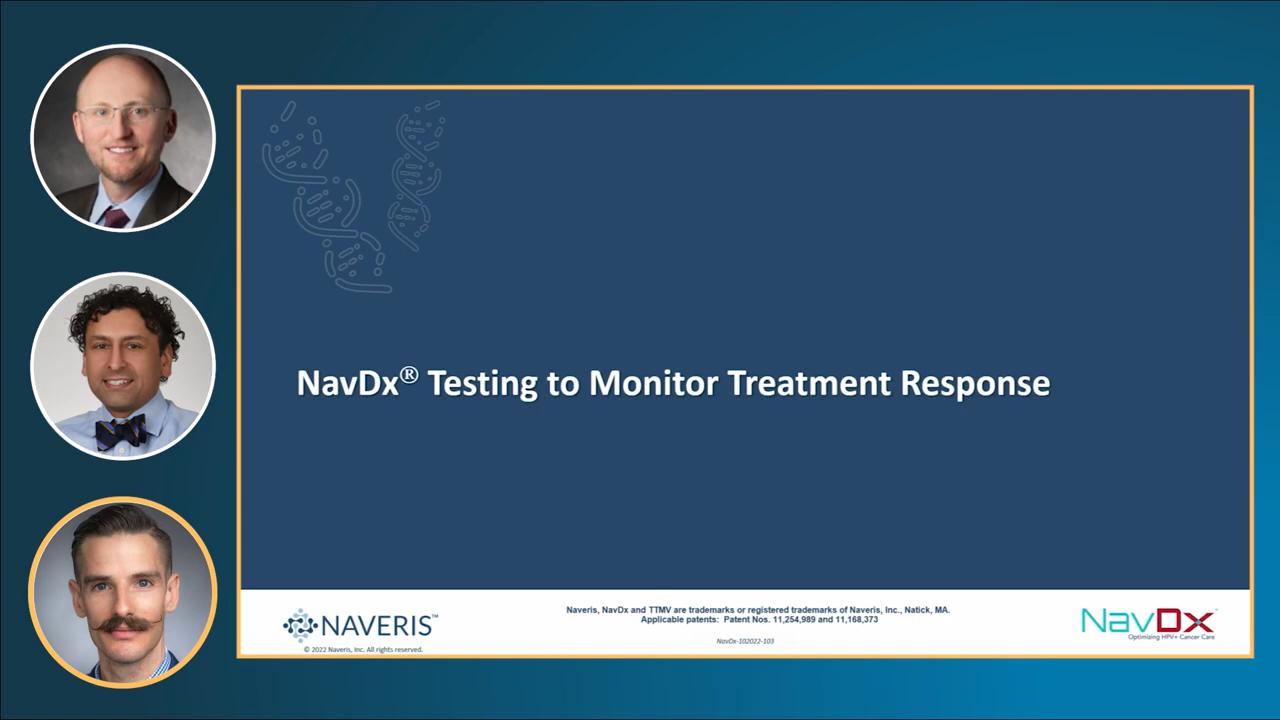 NavDx® Testing to Monitor Treatment Response
NAVERIS™
© 2022 Naveris, Inc. All rights reserved.
Naveris, NavDx and TTMV are trademarks or registered trademarks of Naveris, Inc., Natick, MA.
Applicable patents: Patent Nos. 11,254,989 and 11,168,373
NavDx-102022-103
NavDx
Optimizing HPV+ Cancer Care